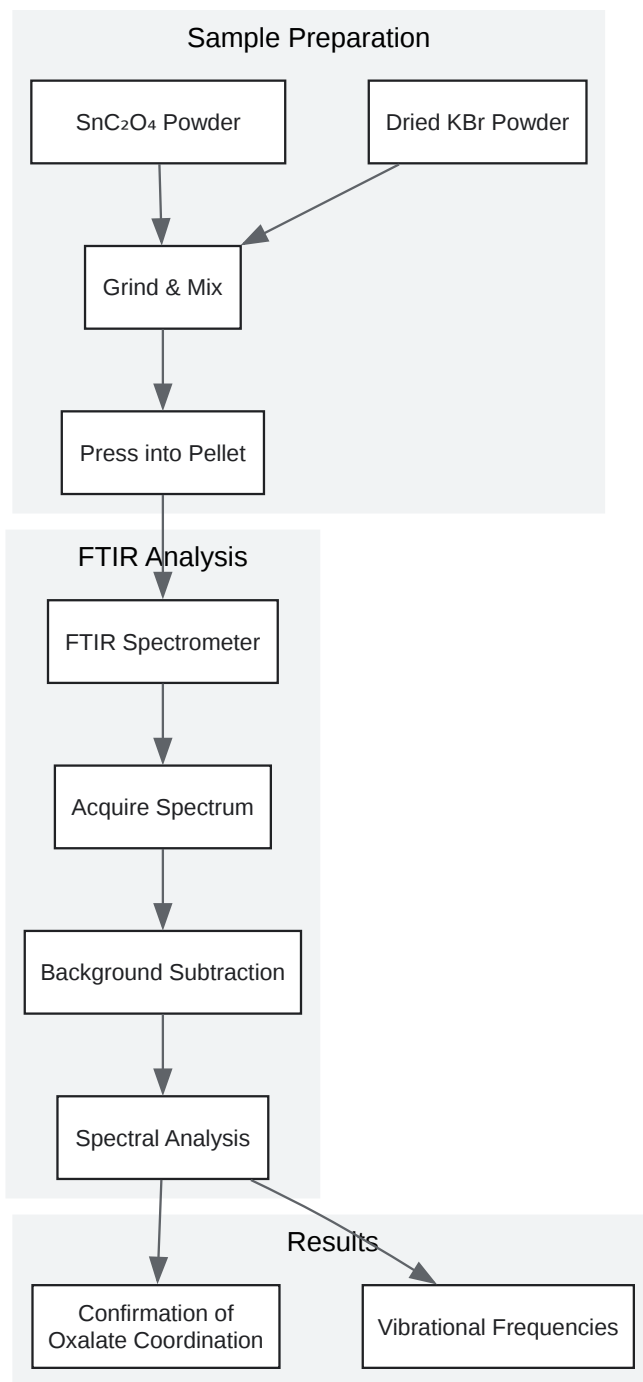 Sample Preparation
SnC₂O₄ Powder
Dried KBr Powder
Grind & Mix
Press into Pellet
FTIR Analysis
FTIR Spectrometer
Acquire Spectrum
Background Subtraction
Spectral Analysis
Results
Confirmation of
Oxalate Coordination
Vibrational Frequencies